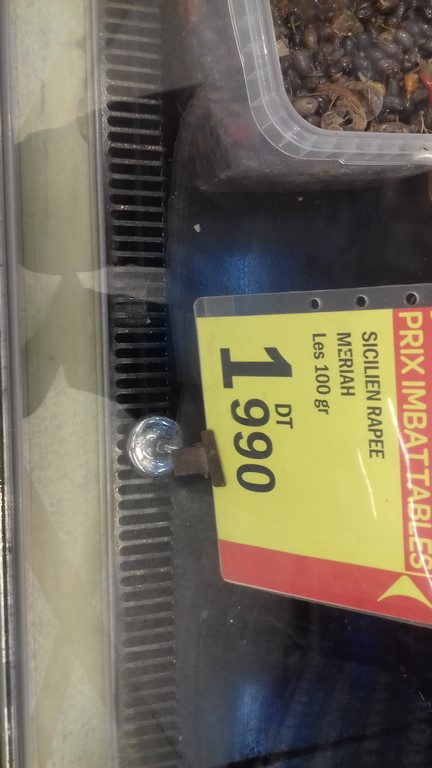 PRIX IMBATTABLES
SICILIEN RAPEE
MERIAH
Les 100 gr
1 990 DT